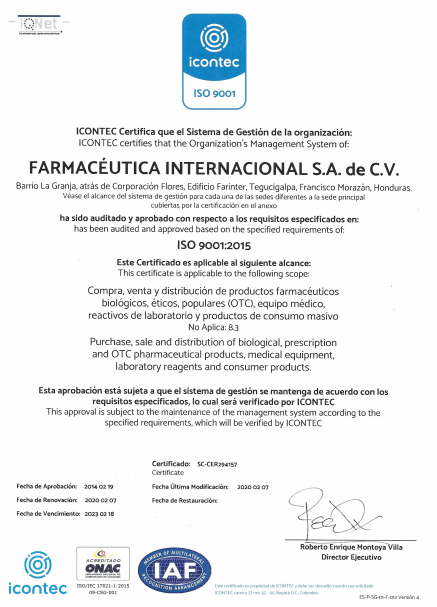 IQNet
icontec
ISO 9001
ICONTEC Certifica que el Sistema de Gestión de la organización:
ICONTEC certifies that the Organization's Management System of:
FARMACÉUTICA INTERNACIONAL S.A. de C.V.
Barrio La Granja, atrás de Corporación Flores, Edificio Farinter, Tegucigalpa, Francisco Morazán, Honduras.
Véase el alcance del sistema de gestión para cada una de las sedes diferentes a la sede principal
cubiertas por la certificación en el anexo
ha sido auditado y aprobado con respecto a los requisitos especificados en:
has been audited and approved based on the specified requirements of:
ISO 9001:2015
Este Certificado es aplicable al siguiente alcance:
This certificate is applicable to the following scope:
Compra, venta y distribución de productos farmacéuticos
biológicos, éticos, populares (OTC), equipo médico,
reactivos de laboratorio y productos de consumo masivo
No Aplica: 8.3
Purchase, sale and distribution of biological, prescription
and OTC pharmaceutical products, medical equipment,
laboratory reagents and consumer products.
Esta aprobación está sujeta a que el sistema de gestión se mantenga de acuerdo con los
requisitos especificados, lo cual será verificado por ICONTEC
This approval is subject to the maintenance of the management system according to the
specified requirements, which will be verified by ICONTEC
Certificado: SC-CER294157
Certificate
Fecha de Aprobación: 2014 02 19
Fecha Última Modificación: 2020 02 07
Fecha de Renovación: 2020 02 07
Fecha de Restauración:
Fecha de Vencimiento: 2023 02 18
Roberto Enrique Montoya Villa
Director Ejecutivo
icontec
ACREDITADO
ONAC
ISO/IEC 17021-1:2015
09-CSG-001
MEMBER OF MULTILATERAL
IAF
RECOGNITION ARRANGEMENT
Este certificado es propiedad de ICONTEC y debe ser devuelto cuando sea solicitado
ES-P-SG-01-F-012 Versión 4